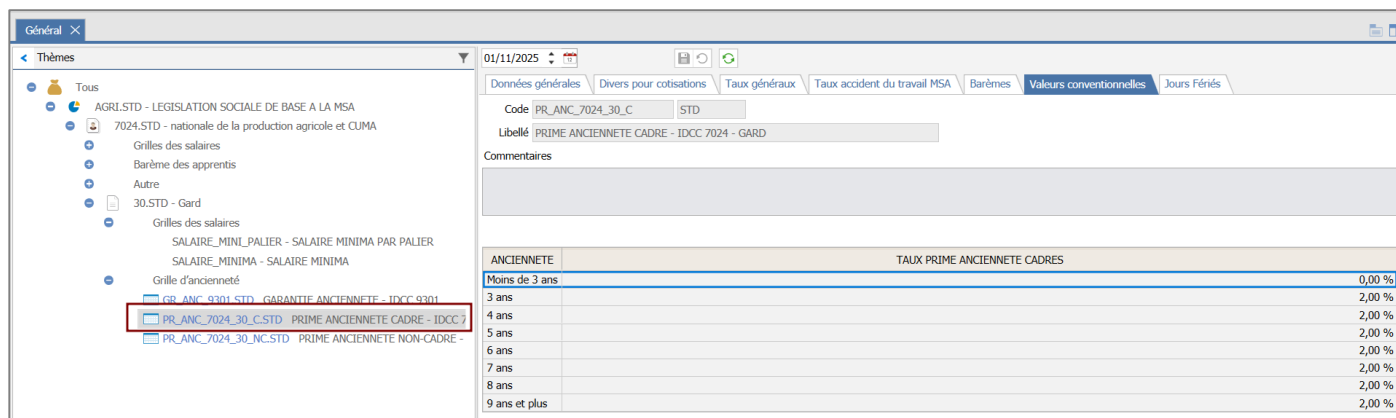 Général
Thèmes
Tous
AGRI.STD - LEGISLATION SOCIALE DE BASE A LA MSA
7024.STD - nationale de la production agricole et CUMA
Grilles des salaires
Barème des apprentis
Autre
30.STD - Gard
Grilles des salaires
SALAIRE_MINI_PALIER - SALAIRE MINIMA PAR PALIER
SALAIRE_MINIMA - SALAIRE MINIMA
Grille d'ancienneté
GR_ANC_9301.STD GARANTIE ANCIENNETE - IDCC 9301
PR_ANC_7024_30_C.STD PRIME ANCIENNETE CADRE - IDCC 7
PR_ANC_7024_30_NC.STD PRIME ANCIENNETE NON-CADRE -
01/11/2025
Données générales Divers pour cotisations Taux généraux Taux accident du travail MSA Barèmes Valeurs conventionnelles Jours Fériés
Code PR_ANC_7024_30_C STD
Libellé PRIME ANCIENNETE CADRE - IDCC 7024 - GARD
Commentaires
ANCIENNETE TAUX PRIME ANCIENNETE CADRES
Moins de 3 ans 0,00 %
3 ans 2,00 %
4 ans 2,00 %
5 ans 2,00 %
6 ans 2,00 %
7 ans 2,00 %
8 ans 2,00 %
9 ans et plus 2,00 %